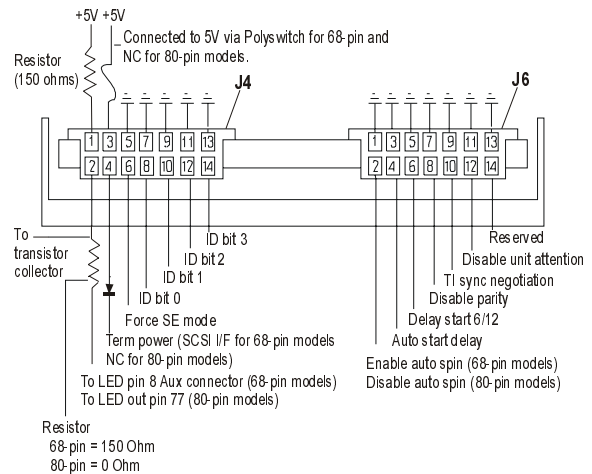 +5V +5V
Connected to 5V via Polyswitch for 68-pin and
NC for 80-pin models.
Resistor
(150 ohms)
J4
J6
1 3 5 7 9 11 13
2 4 6 8 10 12 14
1 3 5 7 9 11 13
2 4 6 8 10 12 14
To
transistor
collector
ID bit 3
ID bit 2
ID bit 1
ID bit 0
Force SE mode
Term power (SCSI I/F for 68-pin models
NC for 80-pin models)
To LED pin 8 Aux connector (68-pin models)
To LED out pin 77 (80-pin models)
Resistor
68-pin = 150 Ohm
80-pin = 0 Ohm
Reserved
Disable unit attention
TI sync negotiation
Disable parity
Delay start 6/12
Auto start delay
Enable auto spin (68-pin models)
Disable auto spin (80-pin models)